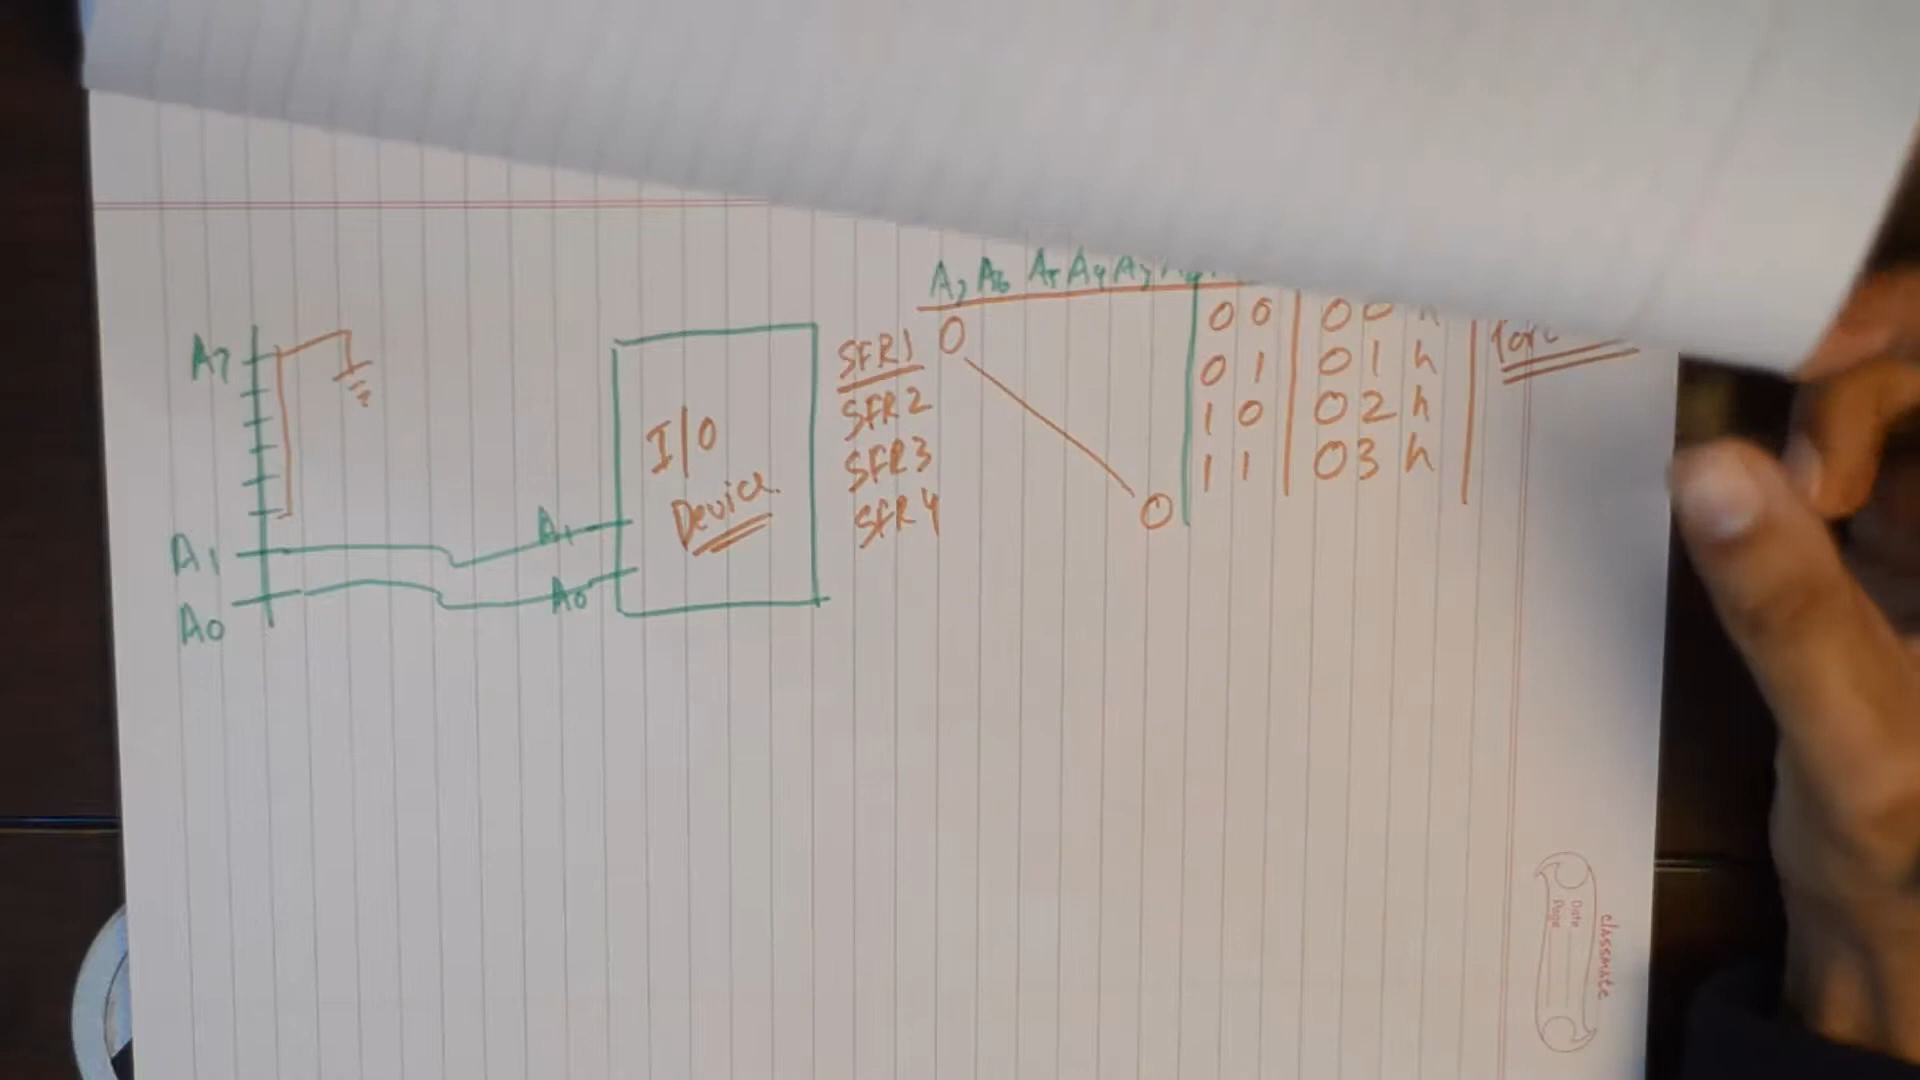 A7 A6 A5 A4 A3
SFR1 0 0 0 0 0 h
SFR2 0 1 0 1 h
SFR3 1 0 0 2 h
SFR4 0 1 1 0 3 h
A7
I/O
Device
A1 A1
A0 A0
classmate
Date
Page